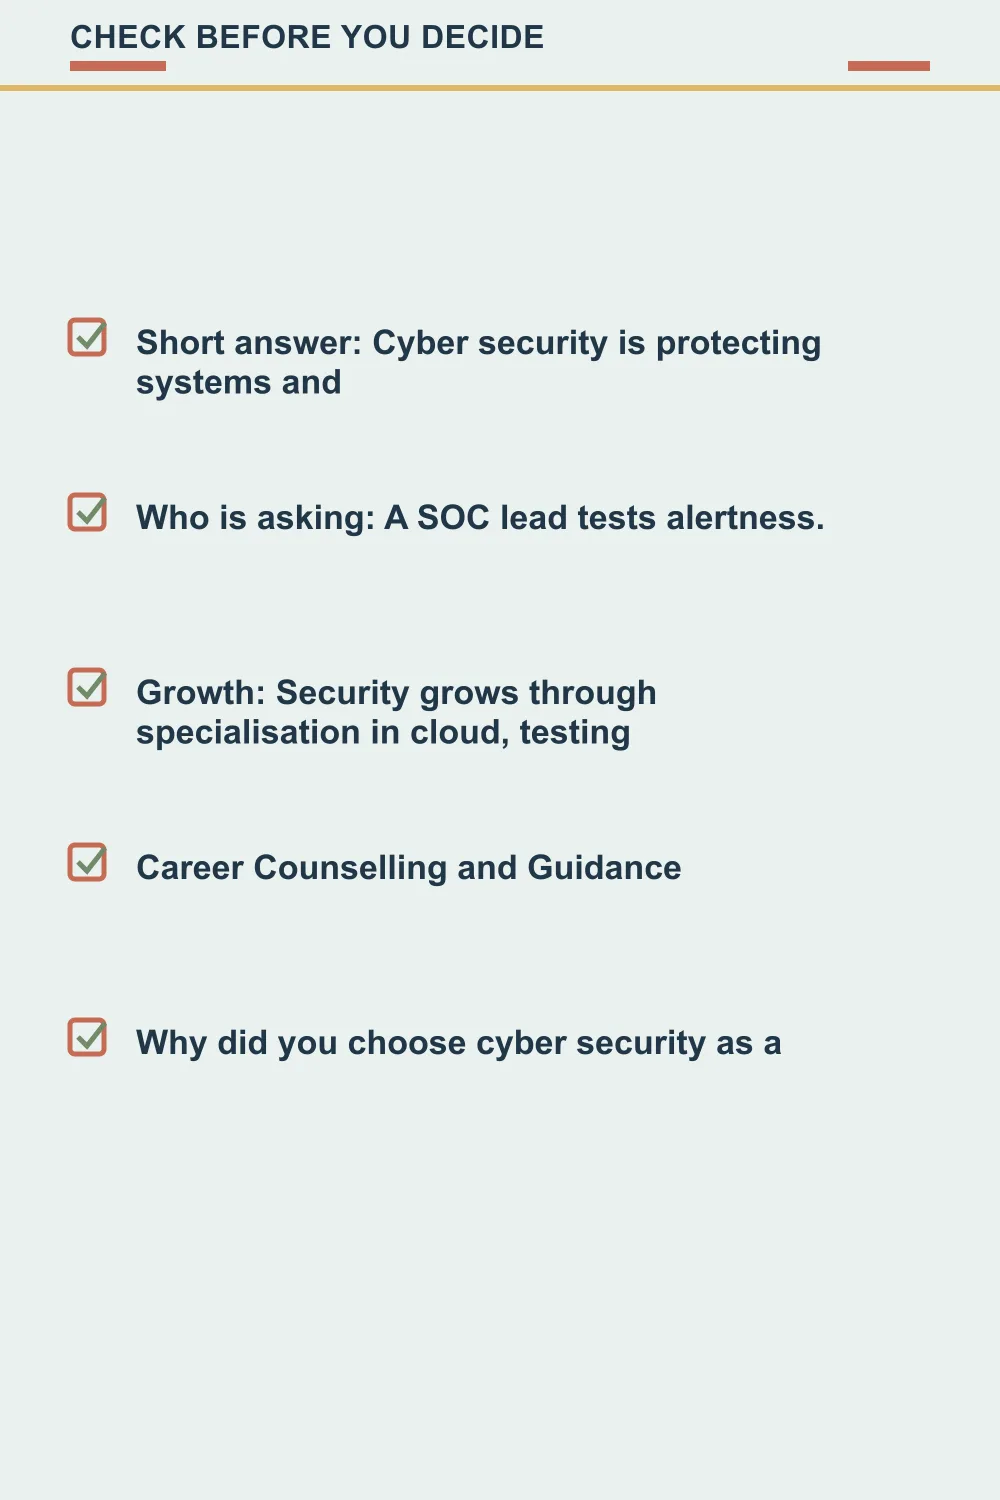 CHECK BEFORE YOU DECIDE
Short answer: Cyber security is protecting
systems and
Who is asking: A SOC lead tests alertness.
Growth: Security grows through
specialisation in cloud, testing
Career Counselling and Guidance
Why did you choose cyber security as a